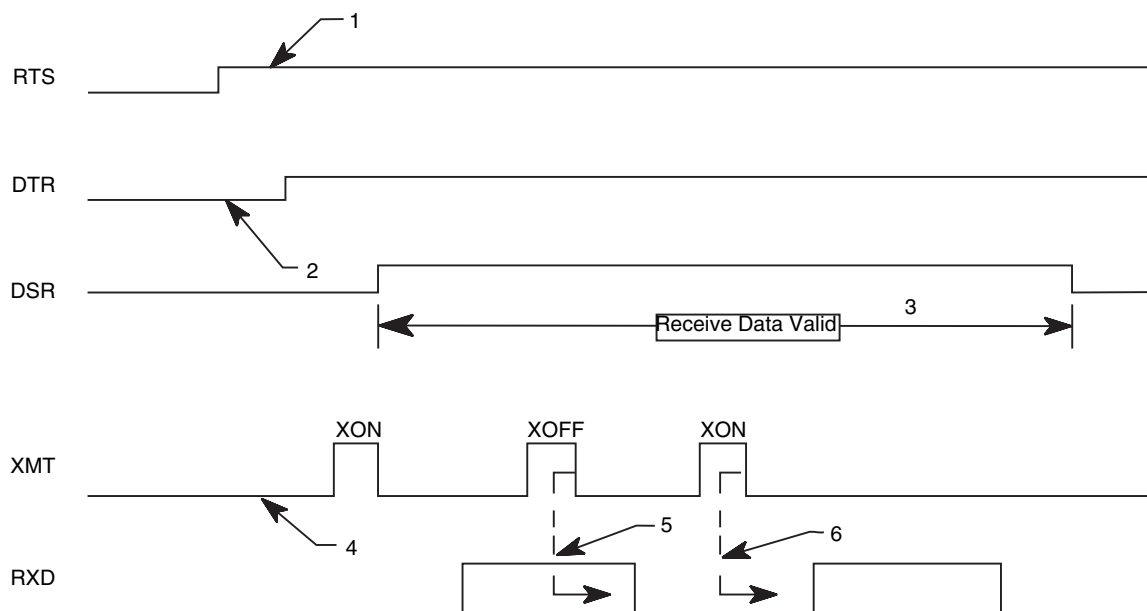 1
RTS
DTR
2
DSR
3
Receive Data Valid
XON XOFF XON
XMT
5
6
4
RXD